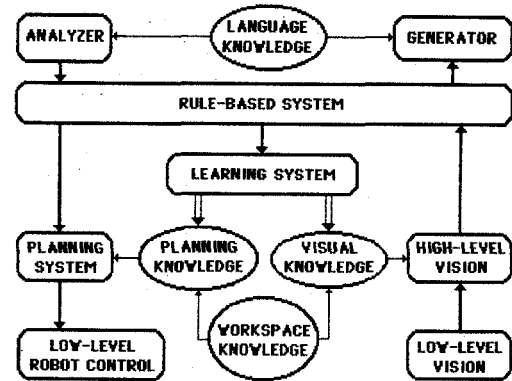 ANALYZER
LANGUAGE
KNOWLEDGE
GENERATOR
RULE-BASED SYSTEM
LEARNING SYSTEM
PLANNING
SYSTEM
PLANNING
KNOWLEDGE
VISUAL
KNOWLEDGE
HIGH-LEVEL
VISION
WORKSPACE
KNOWLEDGE
LOW-LEVEL
ROBOT CONTROL
LOW-LEVEL
VISION